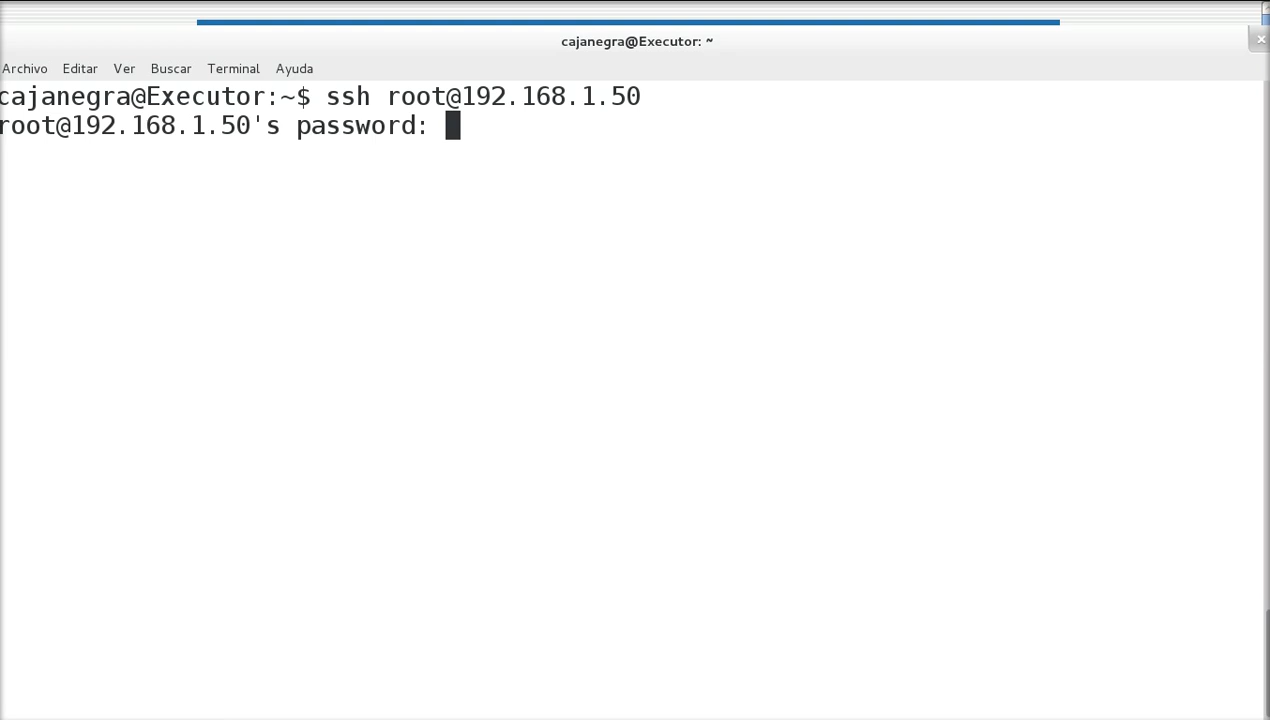 cajanegra@Executor: ~
×
Archivo Editar Ver Buscar Terminal Ayuda
cajanegra@Executor:~$ ssh root@192.168.1.50
root@192.168.1.50's password: